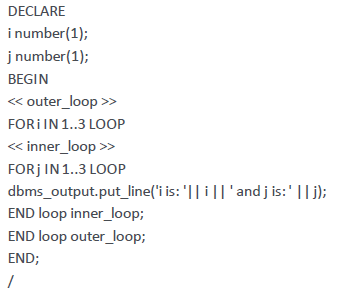 DECLARE
i number(1);
j number(1);
BEGIN
<< outer_loop >>
FOR i IN 1..3 LOOP
<< inner_loop >>
FOR j IN 1..3 LOOP
dbms_output.put_line('i is: '|| i || ' and j is: ' || j);
END loop inner_loop;
END loop outer_loop;
END;
/